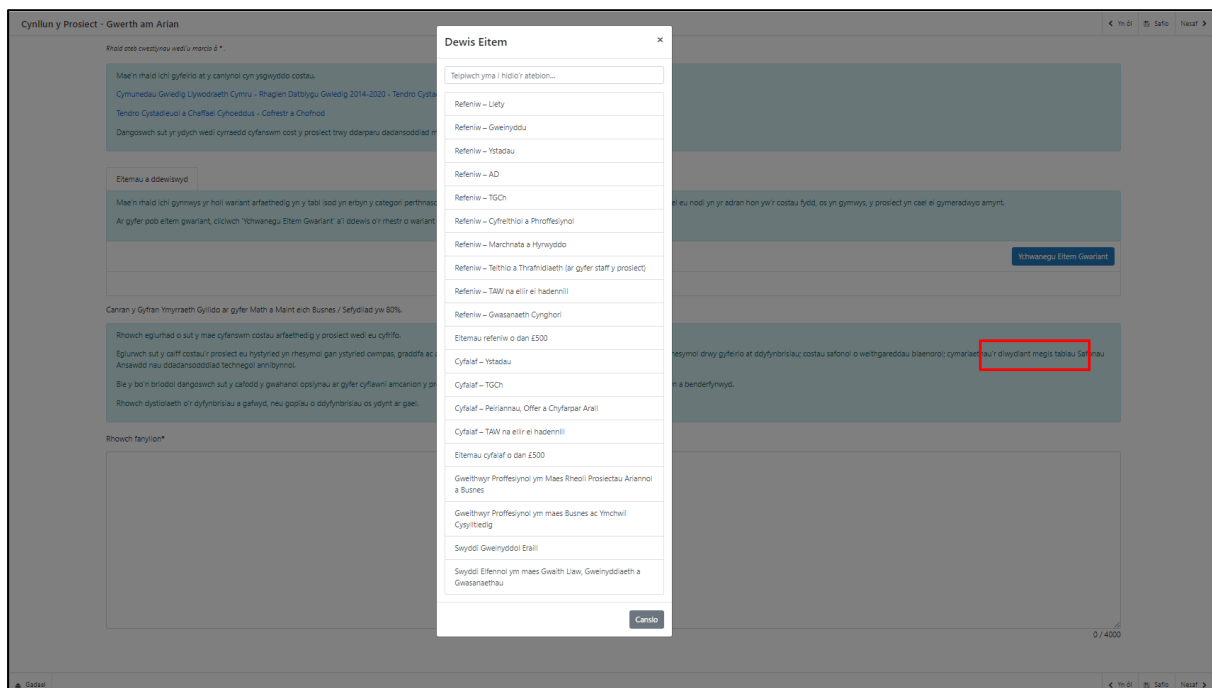 Cynllun y Prosiect - Gwerth am Arian
Yn ôl Safio Nesaf
Rhaid ateb cwestiynau wedi'u marcio â * .
Mae'n rhaid ichi gyfeirio at y canlynol cyn ysgwyddo costau.
Cymunedau Gwledig Llywodraeth Cymru - Rhaglen Datblygu Gwledig 2014-2020 - Tendro Cysta
Tendro Cystadleuol a Chaffael Cyhoeddus - Cofrestr a Chofnod
Dangoswch sut yr ydych wedi cyrraedd cyfanswm cost y prosiect trwy ddarparu dadansoddiad m
Eitemau a ddewiswyd
Mae'n rhaid ichi gynnwys yr holl wariant arfaethedig yn y tabl isod yn erbyn y categori perthnaso
ei eu nodi yn yr adran hon yw'r costau fydd, os yn gymwys, y prosiect yn cael ei gymeradwyo amynt.
Ar gyfer pob eitem gwariant, cliciwch 'Ychwanegu Eitem Gwariant' a'i ddewis o'r rhestr o wariant
Ychwanegu Eitem Gwariant
Canran y Gyfran Ymyrraeth Gyllido ar gyfer Math a Maint eich Busnes / Sefydliad yw 80%.
Rhowch eglurhad o sut y mae cyfanswm costau arfaethedig y prosiect wedi eu cyfrifo.
Eglurwch sut y caiff costau'r prosiect eu hystyried yn rhesymol gan ystyried cwmpas, graddfa ac
hesymol drwy gyfeirio at ddyfynbrisiau; costau safonol o weithgareddau blaenorol; cymariaethau'r diwydiant megis tablau Safonau
Ansawdd nau ddadansoddiad technegol annibynnol.
Ble y bo'n briodol dangoswch sut y cafodd y gwahanol opsiynau ar gyfer cyflawni amcanion y pr
n a benderfynwyd.
Rhowch dystiolaeth o'r dyfynbrisiau a gafwyd, neu gopïau o ddyfynbrisiau os ydynt ar gael.
Rhowch fanylion*
0 / 4000
Gadael
Yn ôl Safio Nesaf
Dewis Eitem ×
Teipiwch yma i hidlo'r atebion...
Refeniw – Llety
Refeniw – Gweinyddu
Refeniw – Ystadau
Refeniw – AD
Refeniw – TGCh
Refeniw – Cyfreithiol a Phroffesiynol
Refeniw – Marchnata a Hyrwyddo
Refeniw – Teithio a Thrafnidiaeth (ar gyfer staff y prosiect)
Refeniw – TAW na ellir ei hadennill
Refeniw – Gwasanaeth Cynghori
Eitemau refeniw o dan £500
Cyfalaf – Ystadau
Cyfalaf – TGCh
Cyfalaf – Peiriannau, Offer a Chyfarpar Arall
Cyfalaf – TAW na ellir ei hadennill
Eitemau cyfalaf o dan £500
Gweithwyr Proffesiynol ym Maes Rheoli Prosiectau Ariannol
a Busnes
Gweithwyr Proffesiynol ym maes Busnes ac Ymchwil
Cysylltiedig
Swyddi Gweinyddol Eraill
Swyddi Elfennol ym maes Gwaith Llaw, Gweinyddiaeth a
Gwasanaethau
Canslo